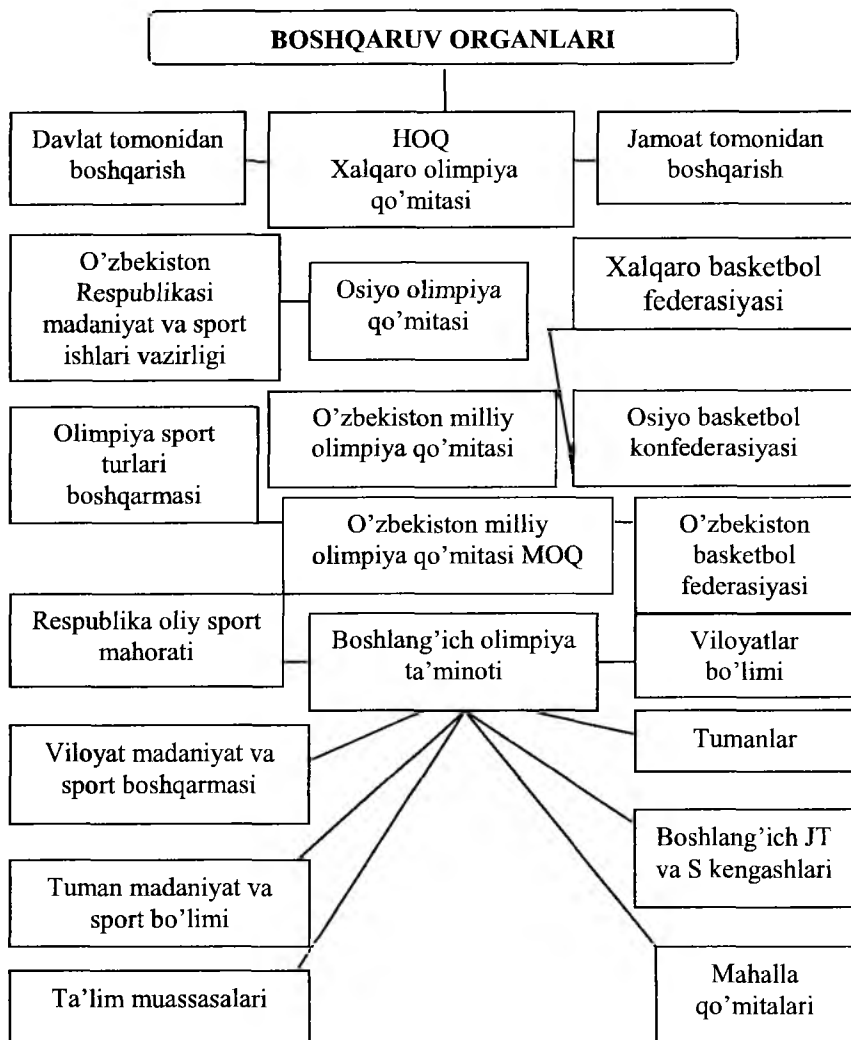 BOSHQARUV ORGANLARI
Davlat tomonidan
boshqarish
HOQ
Xalqaro olimpiya
qo’mitasi
Jamoat tomonidan
boshqarish
O’zbekiston
Respublikasi
madaniyat va sport
ishlari vazirligi
Osiyo olimpiya
qo’mitasi
Xalqaro basketbol
federasiyasi
Olimpiya sport
turlari
boshqarmasi
O’zbekiston milliy
olimpiya qo’mitasi
Osiyo basketbol
konfederasiyasi
O’zbekiston milliy
olimpiya qo’mitasi MOQ
O’zbekiston
basketbol
federasiyasi
Respublika oliy sport
mahorati
Boshlang’ich olimpiya
ta’minoti
Viloyatlar
bo’limi
Viloyat madaniyat va
sport boshqarmasi
Tumanlar
Boshlang’ich JT
va S kengashlari
Tuman madaniyat va
sport bo’limi
Ta’lim muassasalari
Mahalla
qo’mitalari